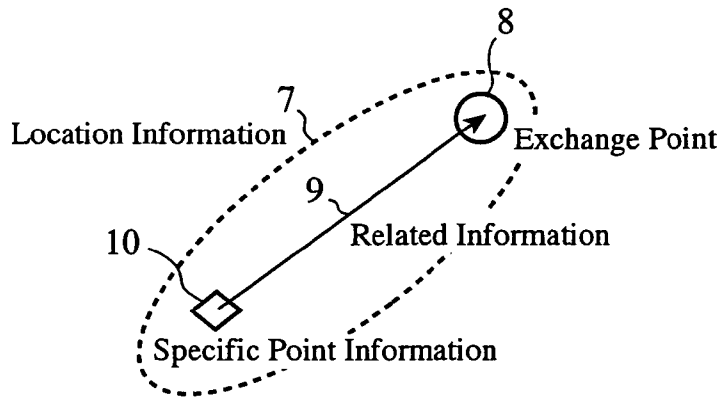 8
7
Location Information
Exchange Point
9
Related Information
10
Specific Point Information